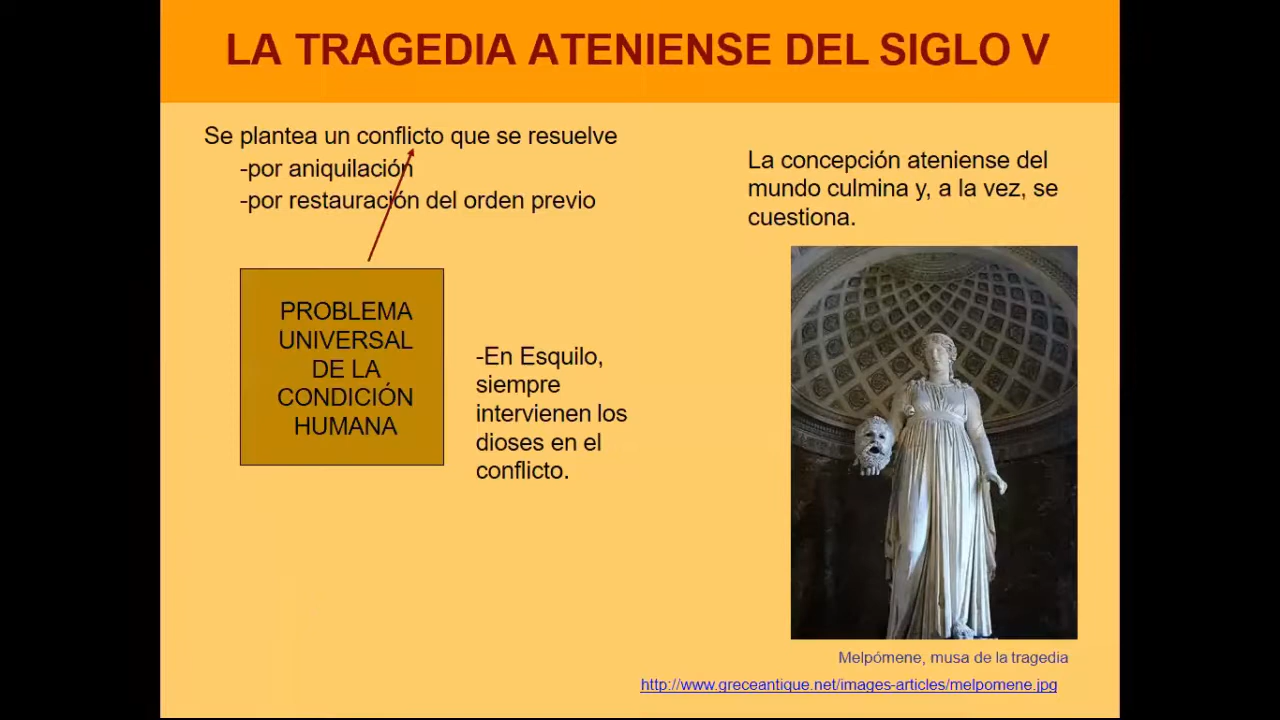 LA TRAGEDIA ATENIENSE DEL SIGLO V
Se plantea un conflicto que se resuelve
-por aniquilación
-por restauración del orden previo
PROBLEMA
UNIVERSAL
DE LA
CONDICIÓN
HUMANA
-En Esquilo,
siempre
intervienen los
dioses en el
conflicto.
La concepción ateniense del
mundo culmina y, a la vez, se
cuestiona.
Melpómene, musa de la tragedia
http://www.greceantique.net/images-articles/melpomene.jpg